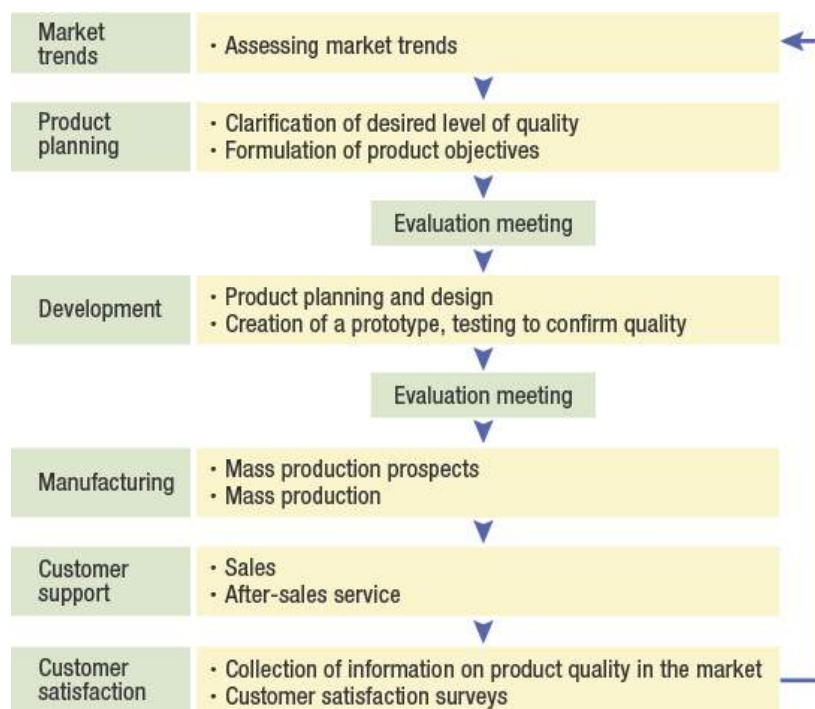 Market
trends
• Assessing market trends
Product
planning
• Clarification of desired level of quality
• Formulation of product objectives
Evaluation meeting
Development
• Product planning and design
• Creation of a prototype, testing to confirm quality
Evaluation meeting
Manufacturing
• Mass production prospects
• Mass production
Customer
support
• Sales
• After-sales service
Customer
satisfaction
• Collection of information on product quality in the market
• Customer satisfaction surveys